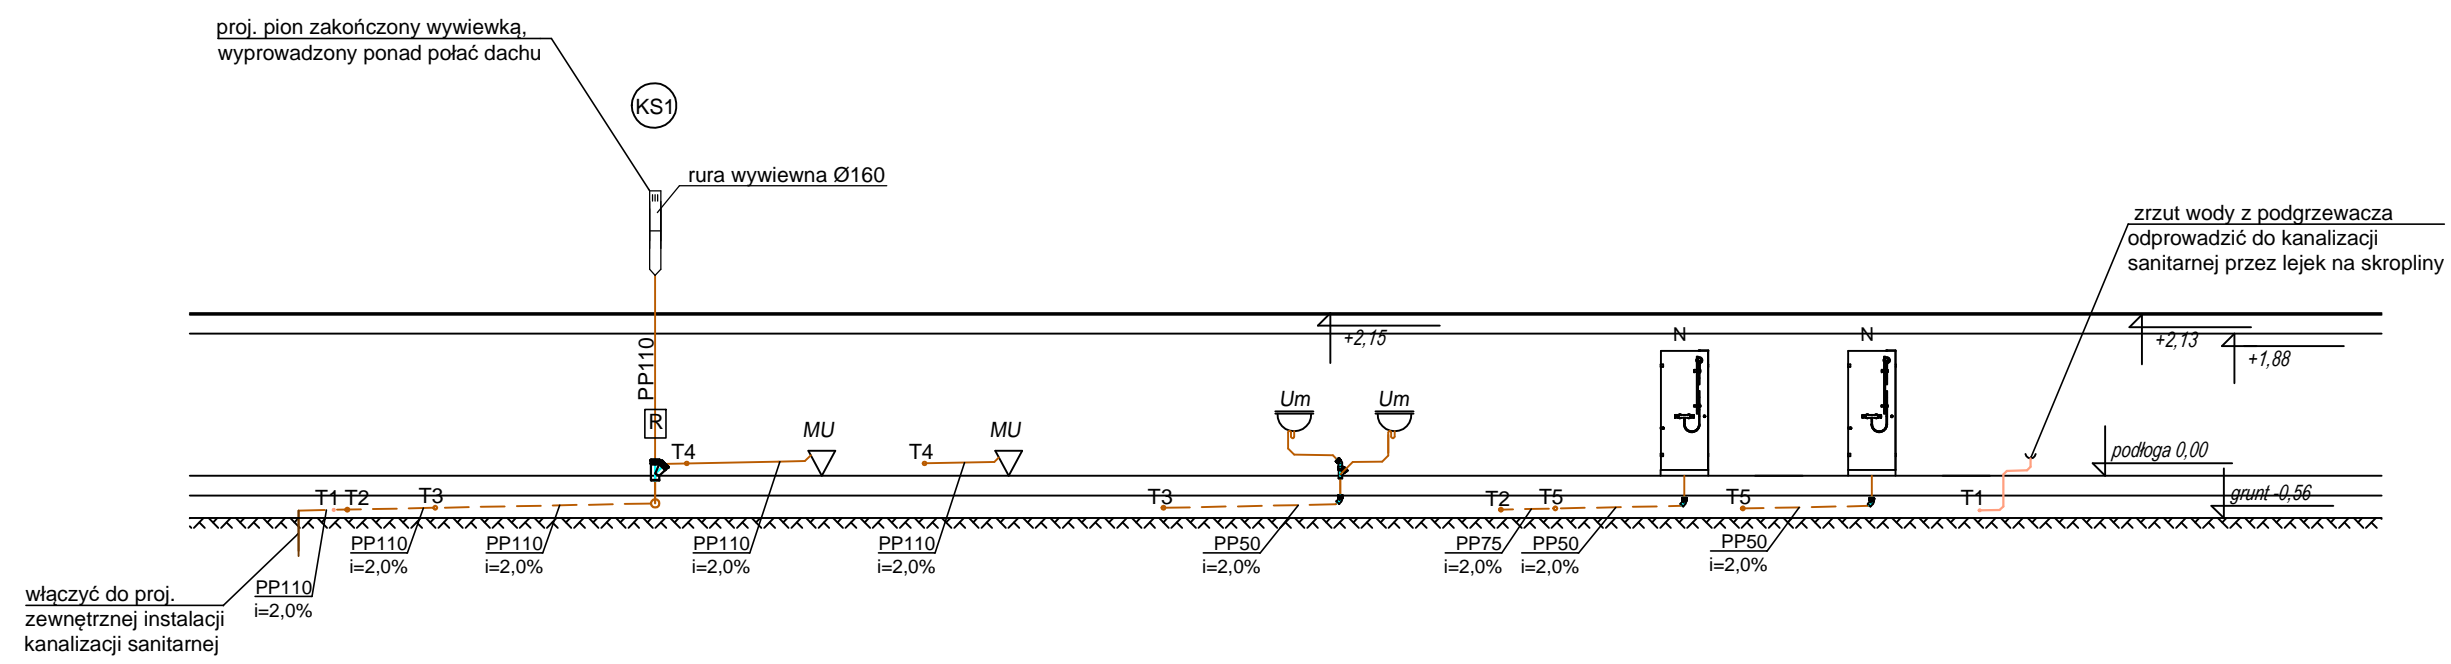 proj. pion zakończony wywiewką,
wyprowadzony ponad połać dachu
KS1
rura wywiewna Ø160
zrzut wody z podgrzewacza
odprowadzić do kanalizacji
sanitarnej przez lejek na skropliny
+2,15
N
N
+2,13
+1,88
PP110
R
T4
MU
T4
MU
Um
Um
podłoga 0,00
T1
T2
T3
T3
T2
T5
T5
T1
grunt -0,56
PP110
i=2,0%
PP110
i=2,0%
PP110
i=2,0%
PP110
i=2,0%
PP50
i=2,0%
PP75
i=2,0%
PP50
i=2,0%
PP50
i=2,0%
PP110
i=2,0%
włączyć do proj.
zewnętrznej instalacji
kanalizacji sanitarnej